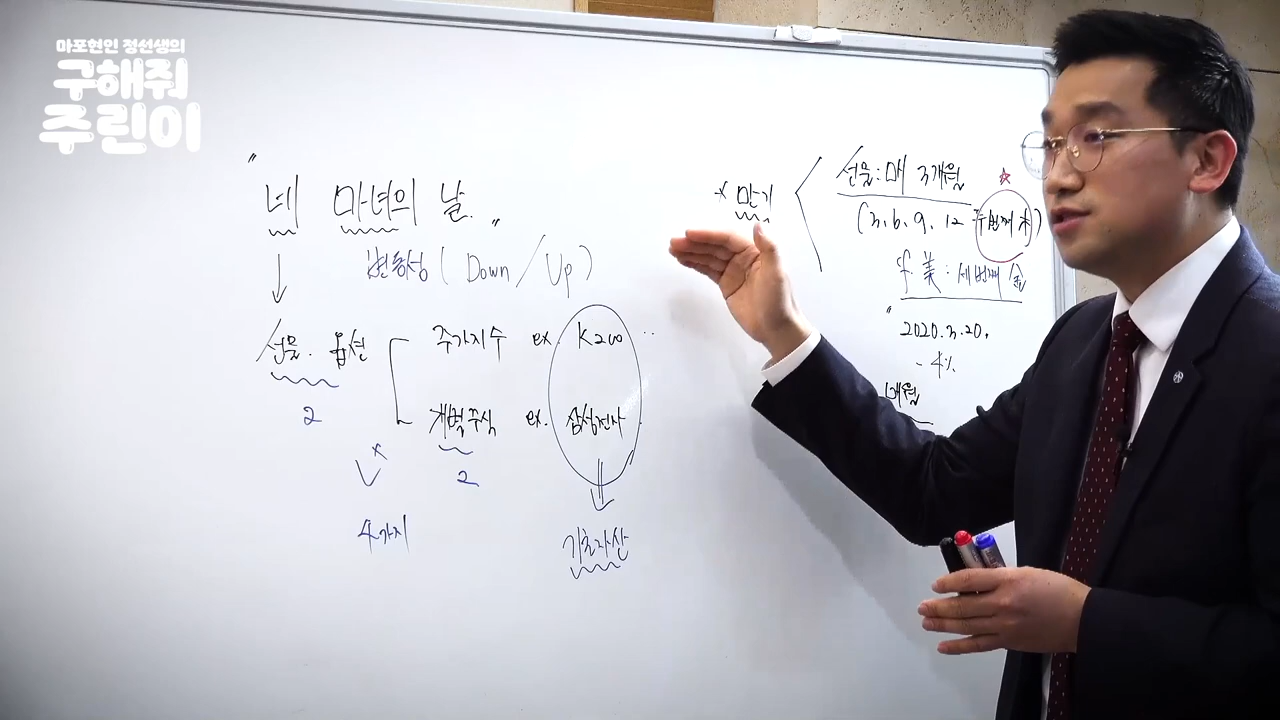 마포현인 정선생의
구해줘
주린이
"네 마녀의 날."
변동성 ( Down / Up )
선물. 옵션
2
주가지수 ex. K200 ..
개별주식 ex. 삼성전자.
2
x
4가지
기초자산
* 만기
선물: 매 3개월
(3, 6, 9, 12 두번째 木)
cf. 美: 세번째 金
" 2020. 3. 20.
- 4%
매월